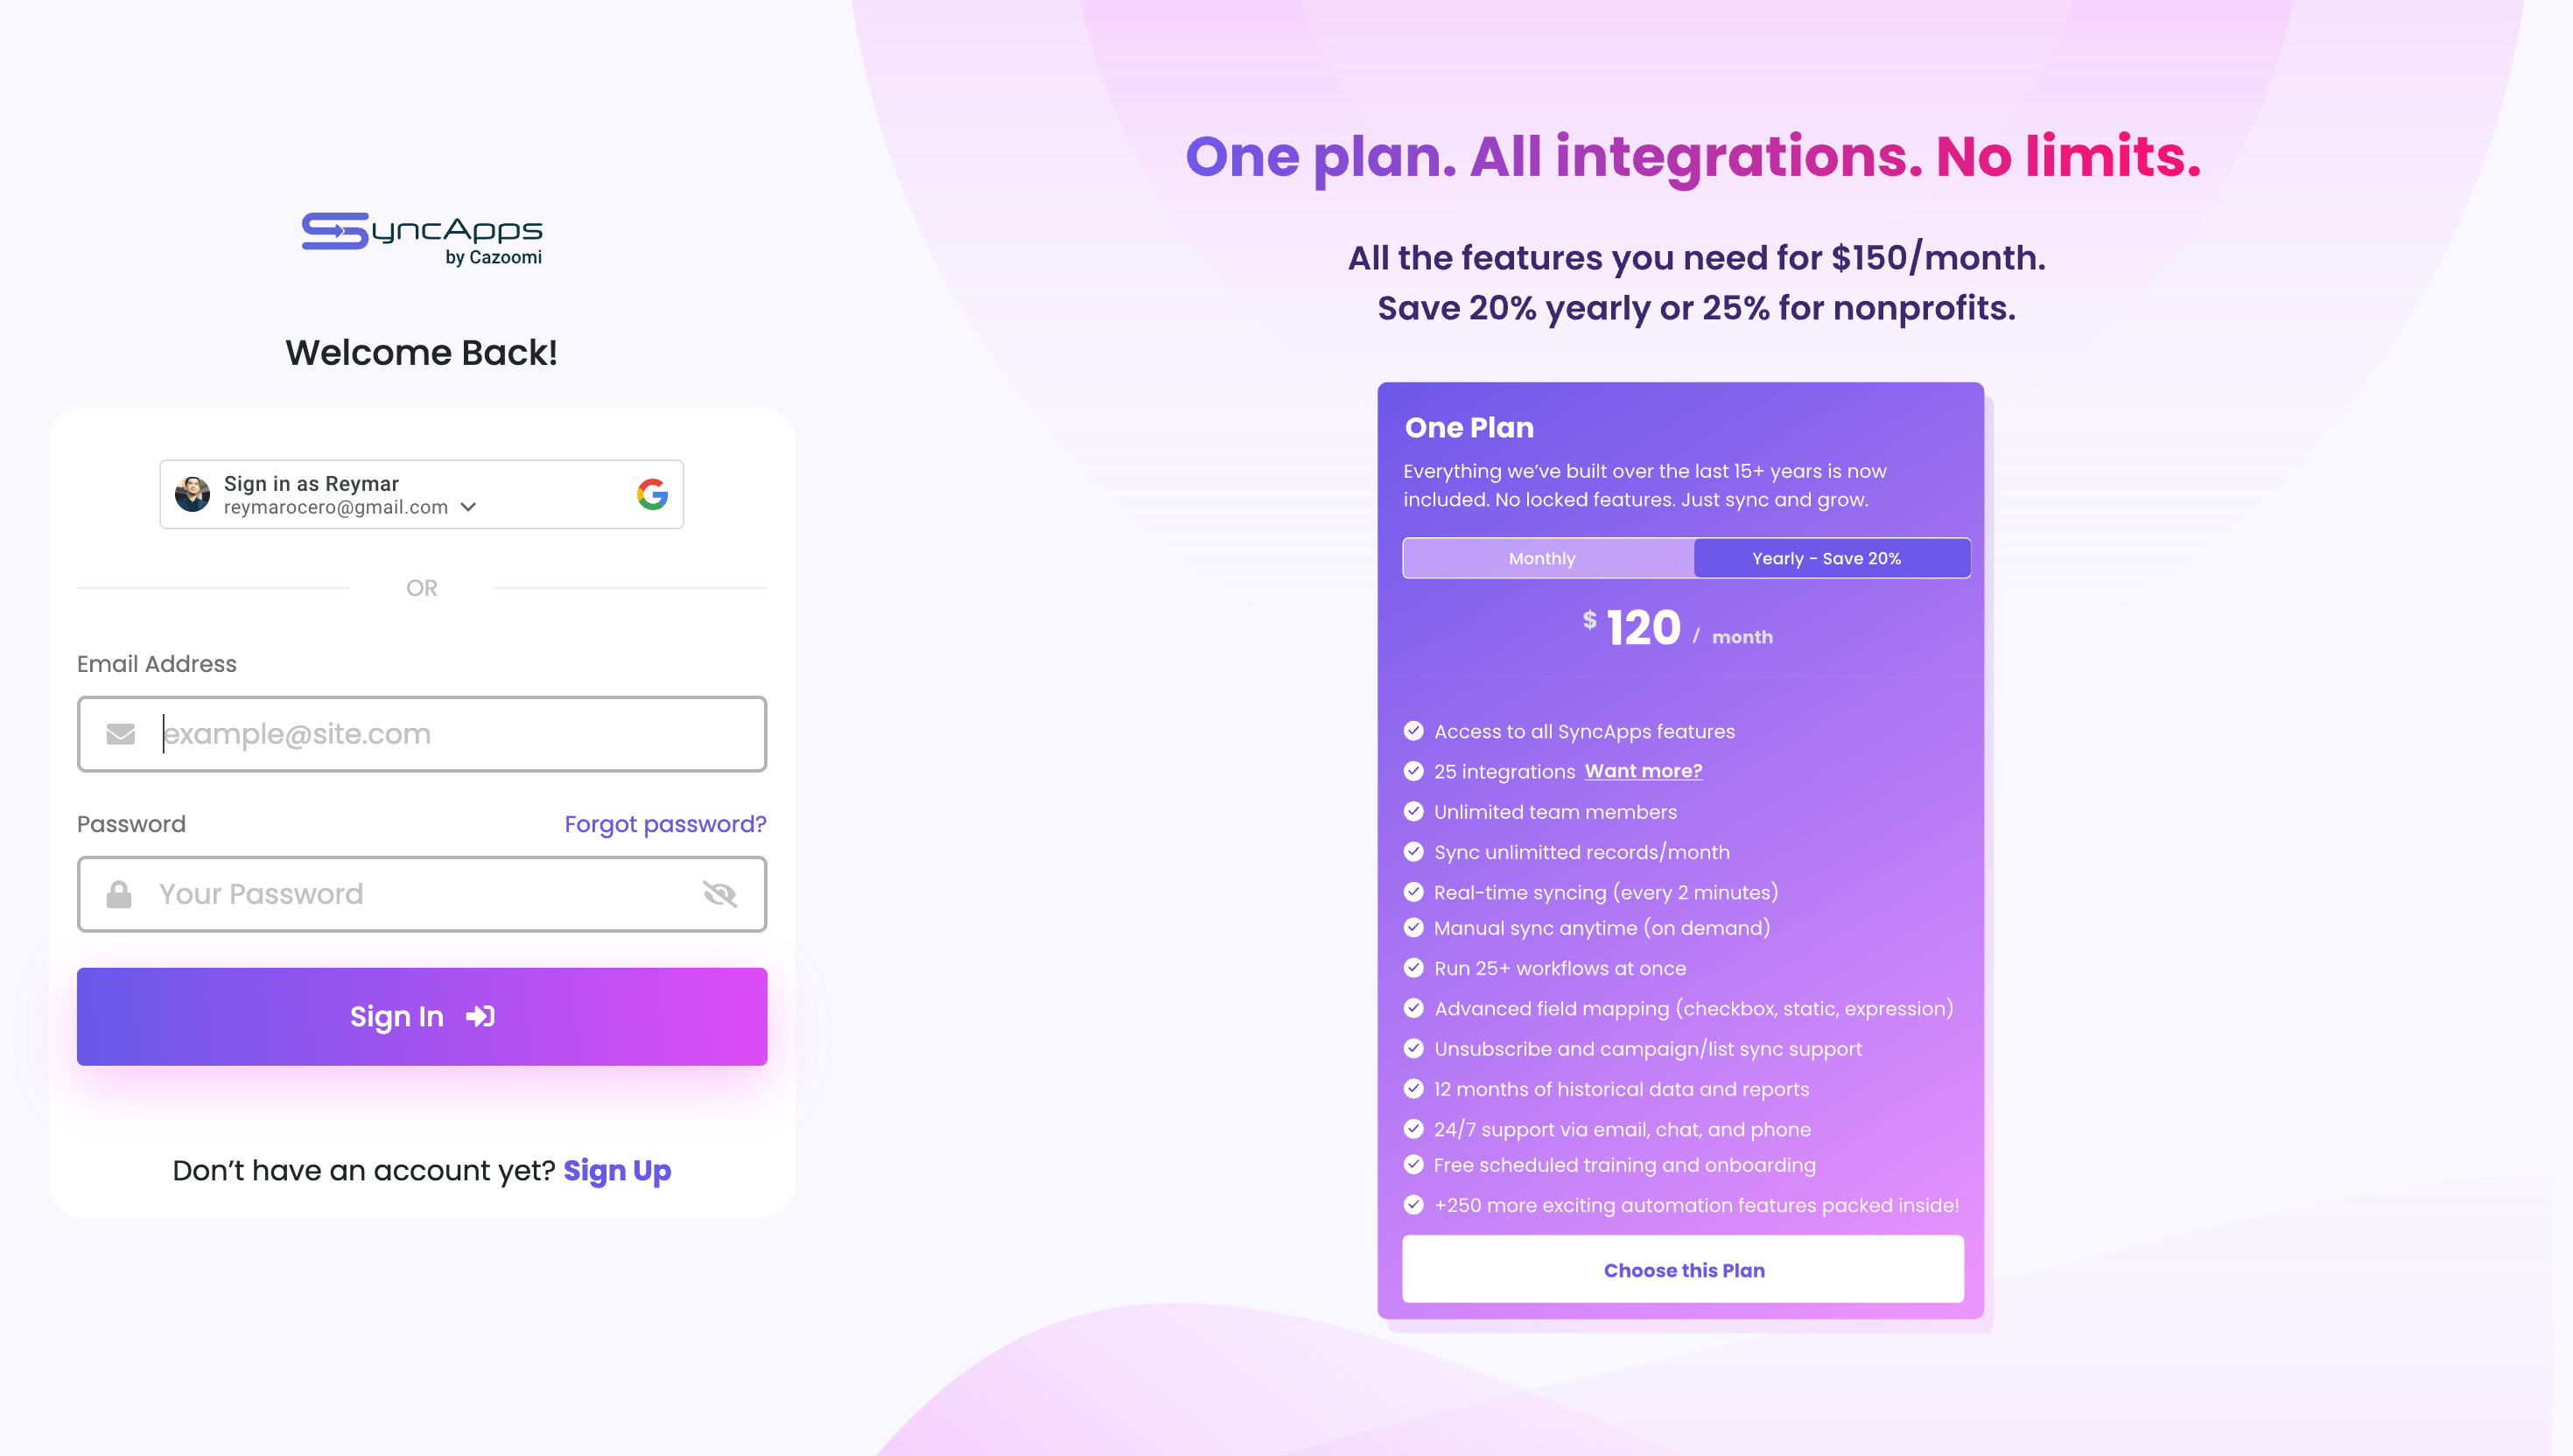 SyncApps
by Cazoomi
Welcome Back!
Sign in as Reymar
reymarocero@gmail.com
OR
Email Address
example@site.com
Password
Forgot password?
Your Password
Sign In
Don't have an account yet? Sign Up
One plan. All integrations. No limits.
All the features you need for $150/month.
Save 20% yearly or 25% for nonprofits.
One Plan
Everything we've built over the last 15+ years is now
included. No locked features. Just sync and grow.
Monthly
Yearly - Save 20%
$ 120 / month
Access to all SyncApps features
25 integrations Want more?
Unlimited team members
Sync unlimitted records/month
Real-time syncing (every 2 minutes)
Manual sync anytime (on demand)
Run 25+ workflows at once
Advanced field mapping (checkbox, static, expression)
Unsubscribe and campaign/list sync support
12 months of historical data and reports
24/7 support via email, chat, and phone
Free scheduled training and onboarding
+250 more exciting automation features packed inside!
Choose this Plan